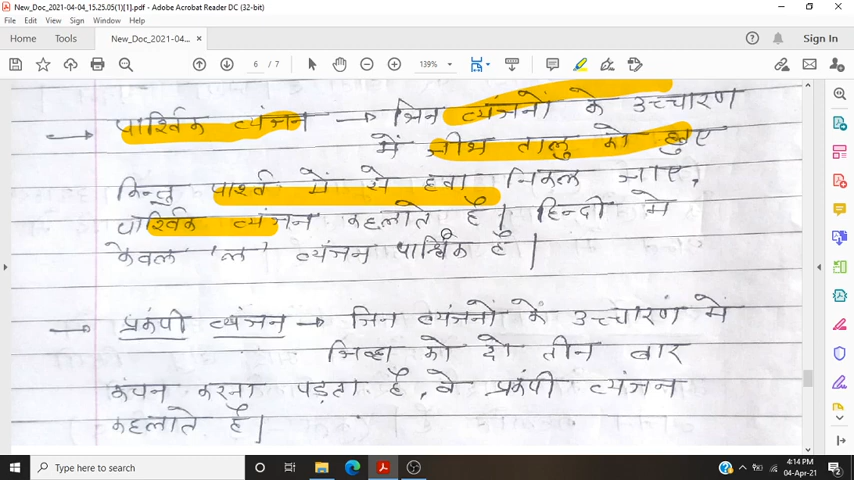 New_Doc_2021-04-04_15.25.05(1)[1].pdf - Adobe Acrobat Reader DC (32-bit)
File Edit View Sign Window Help
Home Tools New_Doc_2021-04-... × Sign In
6 / 7 139%
→ पार्श्विक व्यंजन → जिन व्यंजनों के उच्चारण
में जीभ तालु को छुए
किन्तु पार्श्व में से हवा निकल जाए,
पार्श्विक व्यंजन कहलाते है| हिन्दी में
केवल 'ल' व्यंजन पार्श्विक है|
→ प्रकंपी व्यंजन → जिन व्यंजनों के उच्चारण में
जिव्हा को दो तीन बार
कंपन करना पड़ता है, वे प्रकंपी व्यंजन
कहलाते है|
Type here to search
4:14 PM
04-Apr-21
2